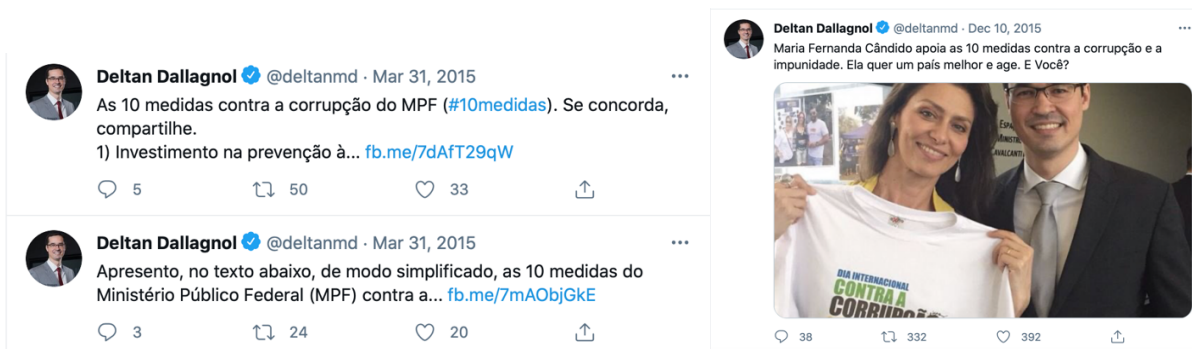 Deltan Dallagnol @deltanmd · Mar 31, 2015
As 10 medidas contra a corrupção do MPF (#10medidas). Se concorda,
compartilhe.
1) Investimento na prevenção à... fb.me/7dAfT29qW
5 50 33
Deltan Dallagnol @deltanmd · Mar 31, 2015
Apresento, no texto abaixo, de modo simplificado, as 10 medidas do
Ministério Público Federal (MPF) contra a... fb.me/7mAObjGkE
3 24 20
Deltan Dallagnol @deltanmd · Dec 10, 2015
Maria Fernanda Cândido apoia as 10 medidas contra a corrupção e a
impunidade. Ela quer um país melhor e age. E Você?
DIA INTERNACIONAL
CONTRA A
CORRUPÇÃO
38 332 392